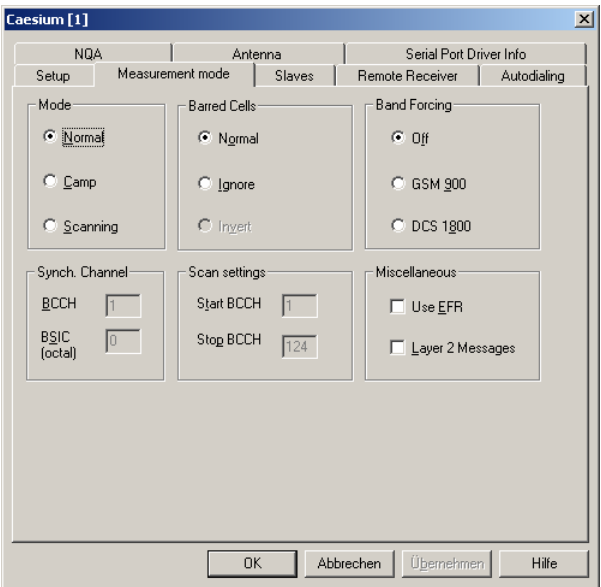 Caesium [1]
NQA Antenna Serial Port Driver Info
Setup Measurement mode Slaves Remote Receiver Autodialing
Mode Barred Cells Band Forcing
Normal Normal Off
Camp Ignore GSM 900
Scanning Invert DCS 1800
Synch. Channel Scan settings Miscellaneous
BCCH 1 Start BCCH 1 Use EFR
BSIC (octal) 0 Stop BCCH 124 Layer 2 Messages
OK Abbrechen Übernehmen Hilfe